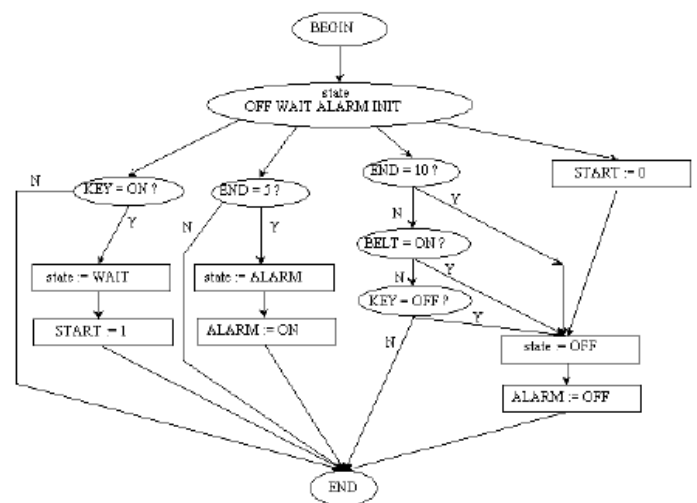 BEGIN
state
OFF WAIT ALARM INIT
KEY = ON ?
END = 5 ?
END = 10 ?
START := 0
N
Y
N
Y
N
Y
BELT = ON ?
state := WAIT
state := ALARM
N
Y
KEY = OFF ?
START := 1
ALARM := ON
N
Y
state := OFF
ALARM := OFF
END